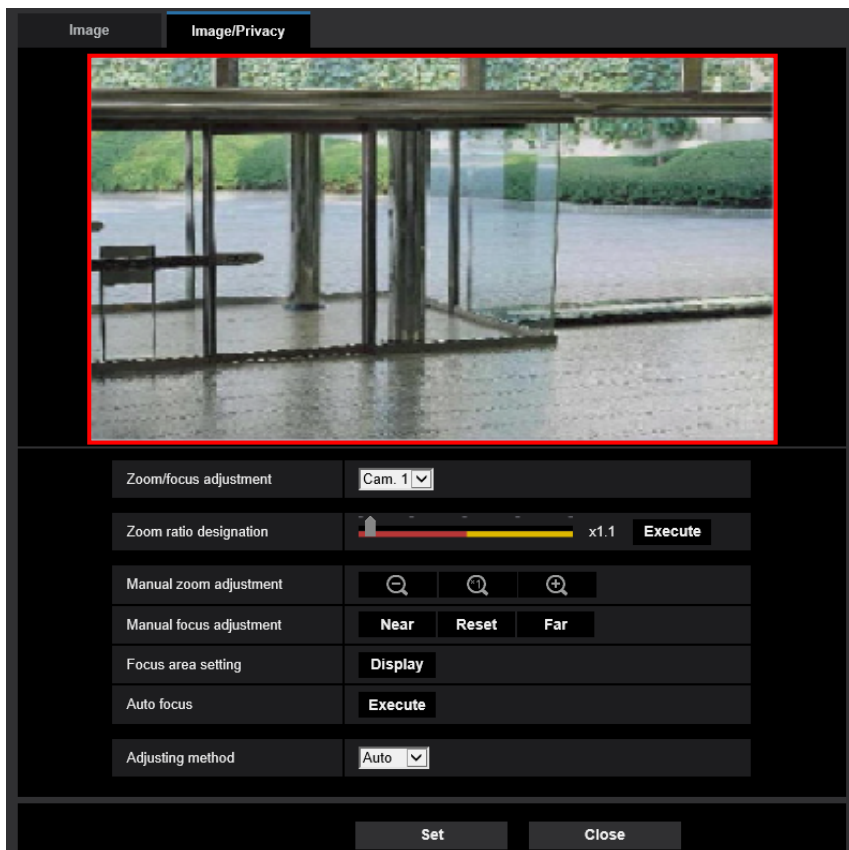 Image Image/Privacy
Zoom/focus adjustment Cam. 1
Zoom ratio designation x1.1 Execute
Manual zoom adjustment ×1
Manual focus adjustment Near Reset Far
Focus area setting Display
Auto focus Execute
Adjusting method Auto
Set Close